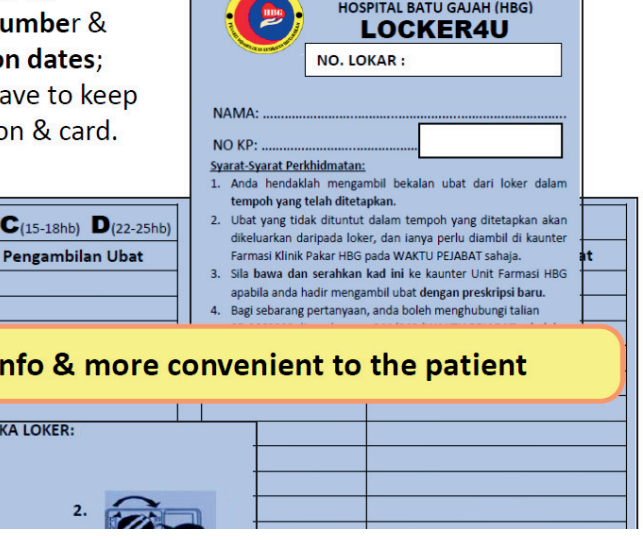 umber &
on dates;
ave to keep
on & card.
HBG
HOSPITAL BATU GAJAH (HBG)
LOCKER4U
NO. LOKAR :
NAMA:
NO KP:
Syarat-Syarat Perkhidmatan:
1. Anda hendaklah mengambil bekalan ubat dari loker dalam
tempoh yang telah ditetapkan.
2. Ubat yang tidak dituntut dalam tempoh yang ditetapkan akan
dikeluarkan daripada loker, dan ianya perlu diambil di kaunter
Farmasi Klinik Pakar HBG pada WAKTU PEJABAT sahaja.
3. Sila bawa dan serahkan kad ini ke kaunter Unit Farmasi HBG
apabila anda hadir mengambil ubat dengan preskripsi baru.
4. Bagi sebarang pertanyaan, anda boleh menghubungi talian
C(15-18hb) D(22-25hb)
Pengambilan Ubat
at
nfo & more convenient to the patient
KA LOKER:
2.